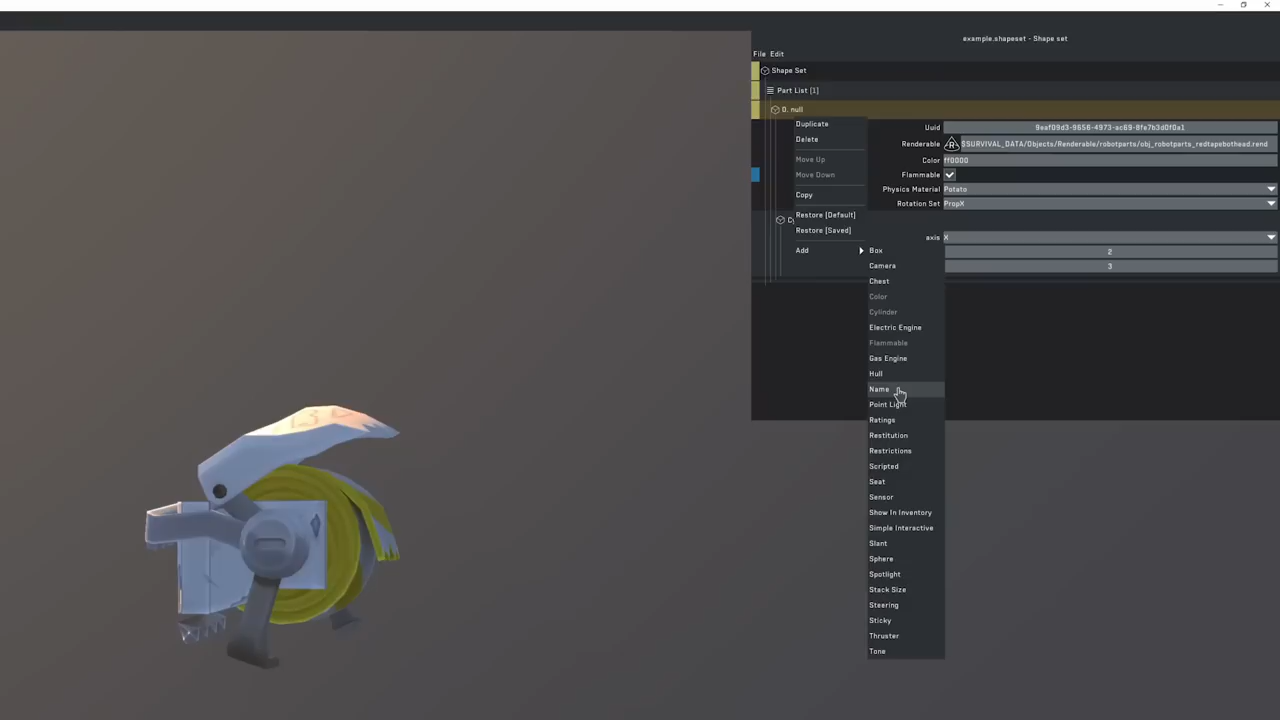 example.shapeset - Shape set
File Edit
Shape Set
Part List [1]
0. null
Duplicate
Delete
Move Up
Move Down
Copy
Restore [Default]
Restore [Saved]
Add
Uuid 9eaf09d3-9656-4973-ac69-8fe7b3d0f0a1
Renderable SSURVIVAL_DATA/Objects/Renderable/robotparts/obj_robotparts_redtapebothead.rend
Color ff0000
Flammable
Physics Material Potato
Rotation Set PropX
axis X
2
3
Box
Camera
Chest
Color
Cylinder
Electric Engine
Flammable
Gas Engine
Hull
Name
Point Light
Ratings
Restitution
Restrictions
Scripted
Seat
Sensor
Show In Inventory
Simple Interactive
Slant
Sphere
Spotlight
Stack Size
Steering
Sticky
Thruster
Tone